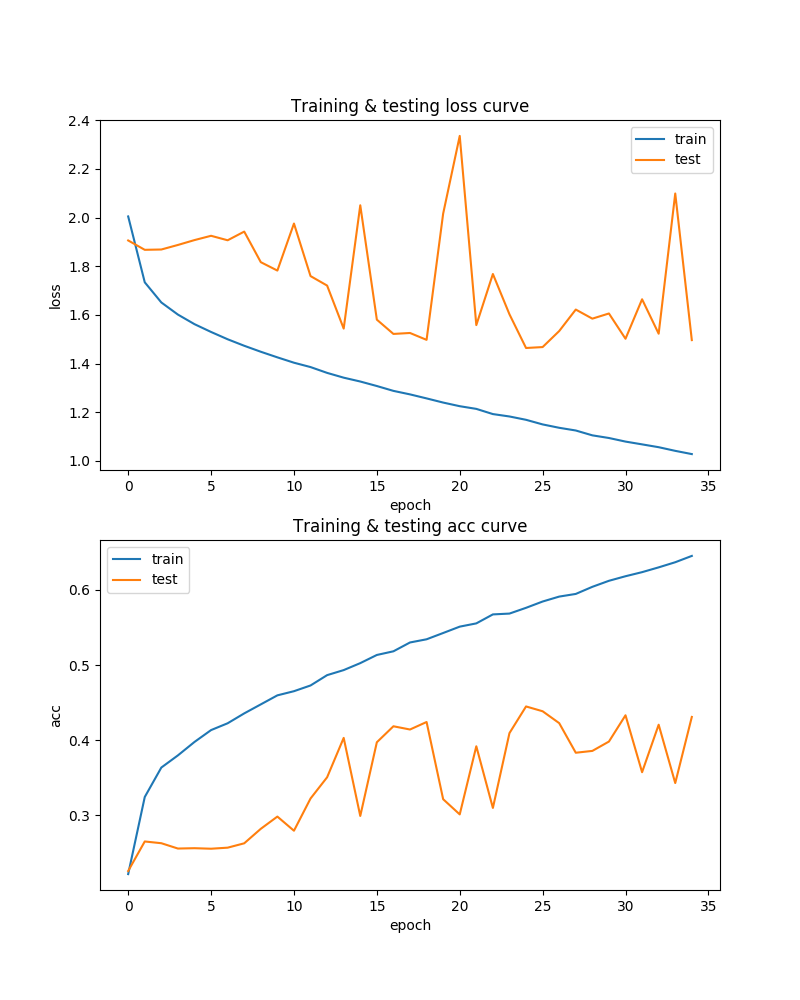 Training & testing loss curve
2.4
2.2
2.0
1.8
1.6
1.4
1.2
1.0
loss
train
test
0 5 10 15 20 25 30 35
epoch
Training & testing acc curve
train
test
0.6
0.5
0.4
0.3
acc
0 5 10 15 20 25 30 35
epoch